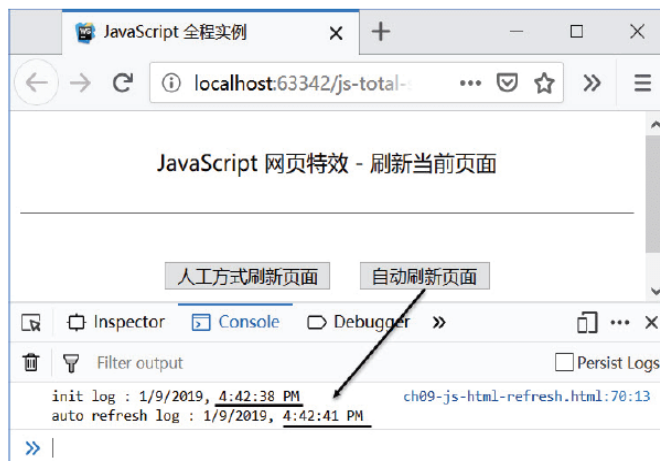 JavaScript 全程实例
localhost:63342/js-total-
JavaScript 网页特效 - 刷新当前页面
人工方式刷新页面 自动刷新页面
Inspector Console Debugger
Filter output Persist Logs
init log : 1/9/2019, 4:42:38 PM ch09-js-html-refresh.html:70:13
auto refresh log : 1/9/2019, 4:42:41 PM